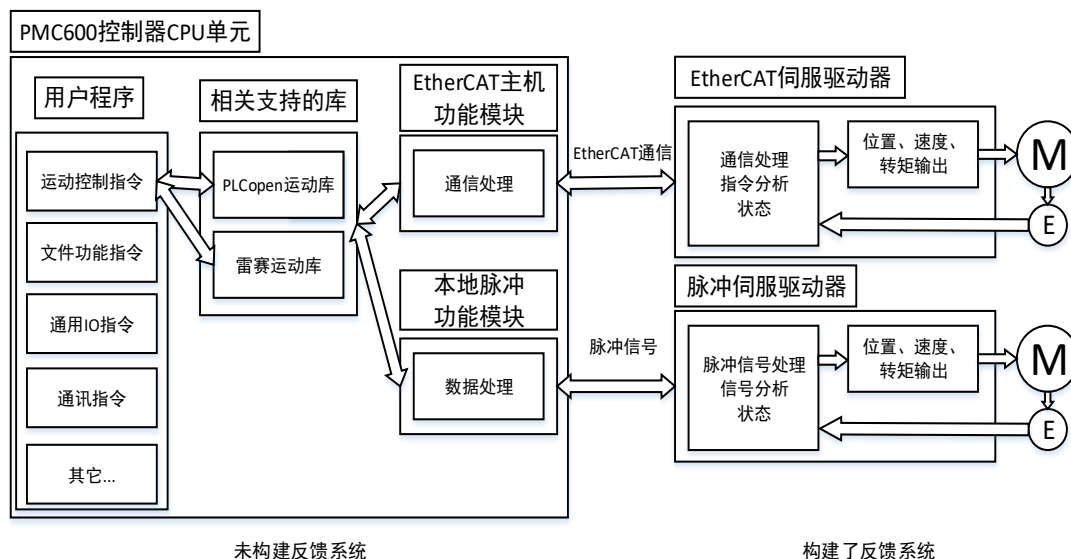 PMC600控制器CPU单元
用户程序
运动控制指令
文件功能指令
通用IO指令
通讯指令
其它...
相关支持的库
PLCopen运动库
雷赛运动库
EtherCAT主机
功能模块
通信处理
本地脉冲
功能模块
数据处理
EtherCAT通信
脉冲信号
EtherCAT伺服驱动器
通信处理
指令分析
状态
位置、速度、
转矩输出
M
E
脉冲伺服驱动器
脉冲信号处理
信号分析
状态
位置、速度、
转矩输出
M
E
未构建反馈系统
构建了反馈系统